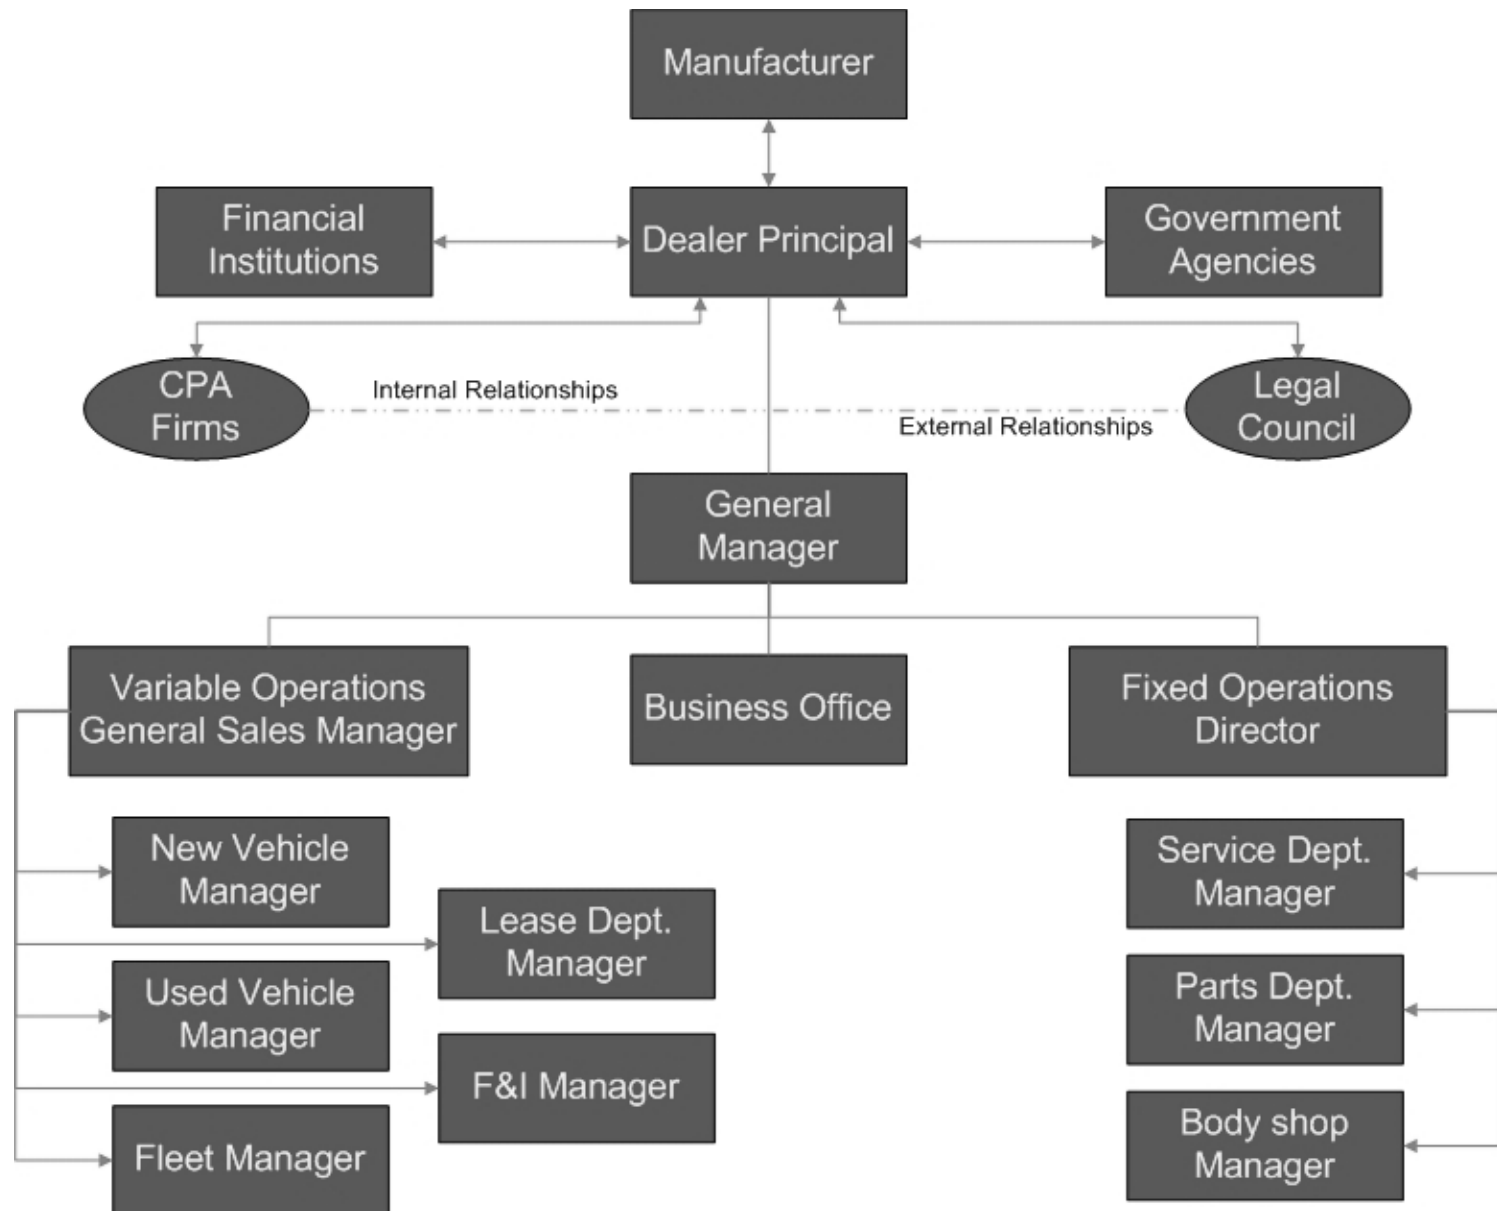 Manufacturer
Financial
Institutions
Dealer Principal
Government
Agencies
CPA
Firms
Internal Relationships
External Relationships
Legal
Council
General
Manager
Variable Operations
General Sales Manager
Business Office
Fixed Operations
Director
New Vehicle
Manager
Lease Dept.
Manager
Used Vehicle
Manager
F&I Manager
Fleet Manager
Service Dept.
Manager
Parts Dept.
Manager
Body shop
Manager